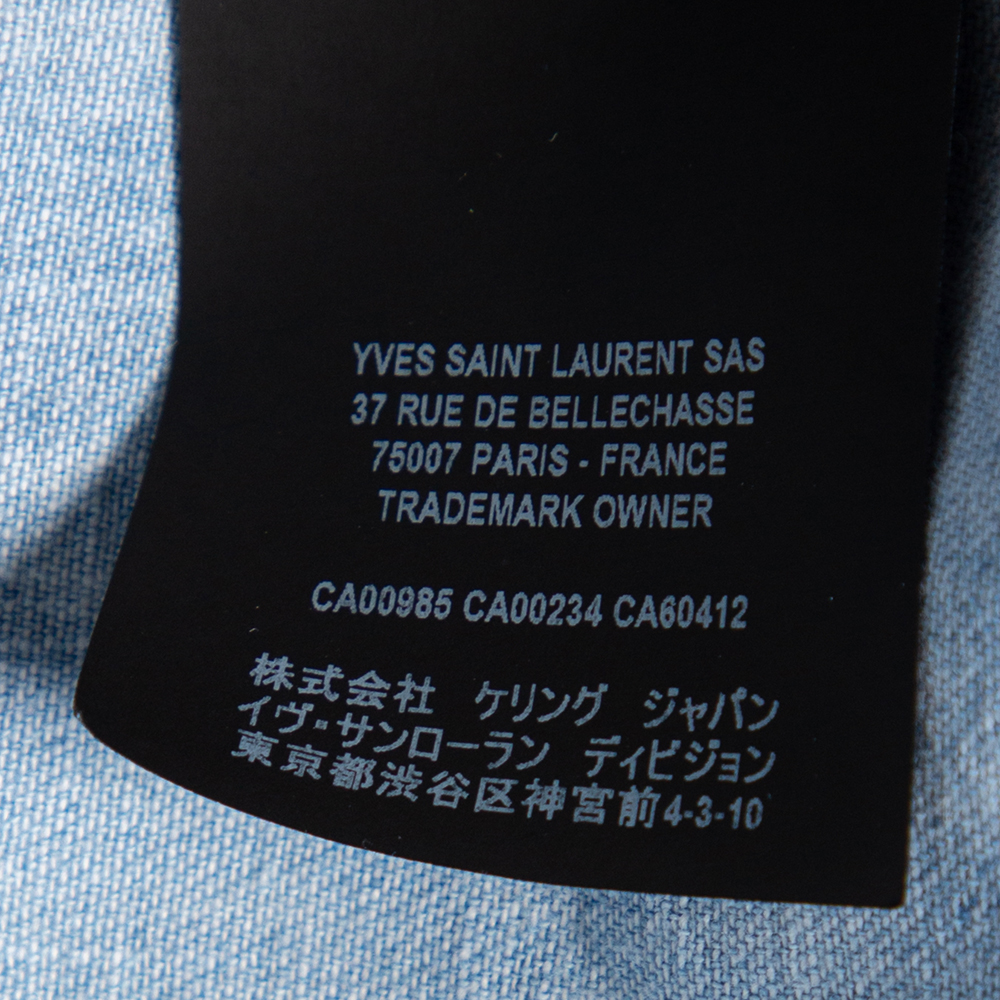 YVES SAINT LAURENT SAS
37 RUE DE BELLECHASSE
75007 PARIS - FRANCE
TRADEMARK OWNER
CA00985 CA00234 CA60412
株式会社 ケリング ジャパン
イヴ・サンローラン ディビジョン
東京都渋谷区神宮前4-3-10